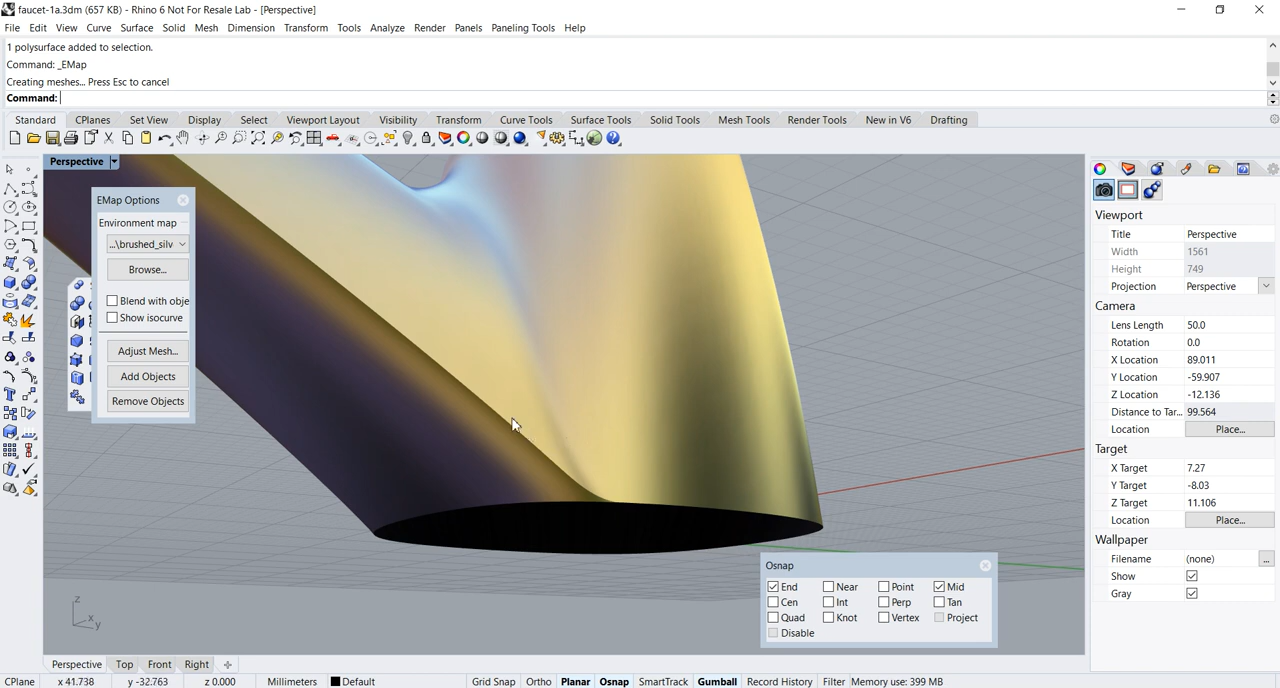 faucet-1a.3dm (657 KB) - Rhino 6 Not For Resale Lab - [Perspective]
File Edit View Curve Surface Solid Mesh Dimension Transform Tools Analyze Render Panels Paneling Tools Help
1 polysurface added to selection.
Command: _EMap
Creating meshes... Press Esc to cancel
Command:
Standard CPlanes Set View Display Select Viewport Layout Visibility Transform Curve Tools Surface Tools Solid Tools Mesh Tools Render Tools New in V6 Drafting
Perspective
EMap Options
Environment map
...\brushed_silv
Browse...
Blend with obje
Show isocurve
Adjust Mesh...
Add Objects
Remove Objects
z
x
y
Osnap
End Near Point Mid
Cen Int Perp Tan
Quad Knot Vertex Project
Disable
Viewport
Title Perspective
Width 1561
Height 749
Projection Perspective
Camera
Lens Length 50.0
Rotation 0.0
X Location 89.011
Y Location -59.907
Z Location -12.136
Distance to Tar... 99.564
Location Place...
Target
X Target 7.27
Y Target -8.03
Z Target 11.106
Location Place...
Wallpaper
Filename (none) ...
Show
Gray
Perspective Top Front Right
CPlane x 41.738 y -32.763 z 0.000 Millimeters Default Grid Snap Ortho Planar Osnap SmartTrack Gumball Record History Filter Memory use: 399 MB